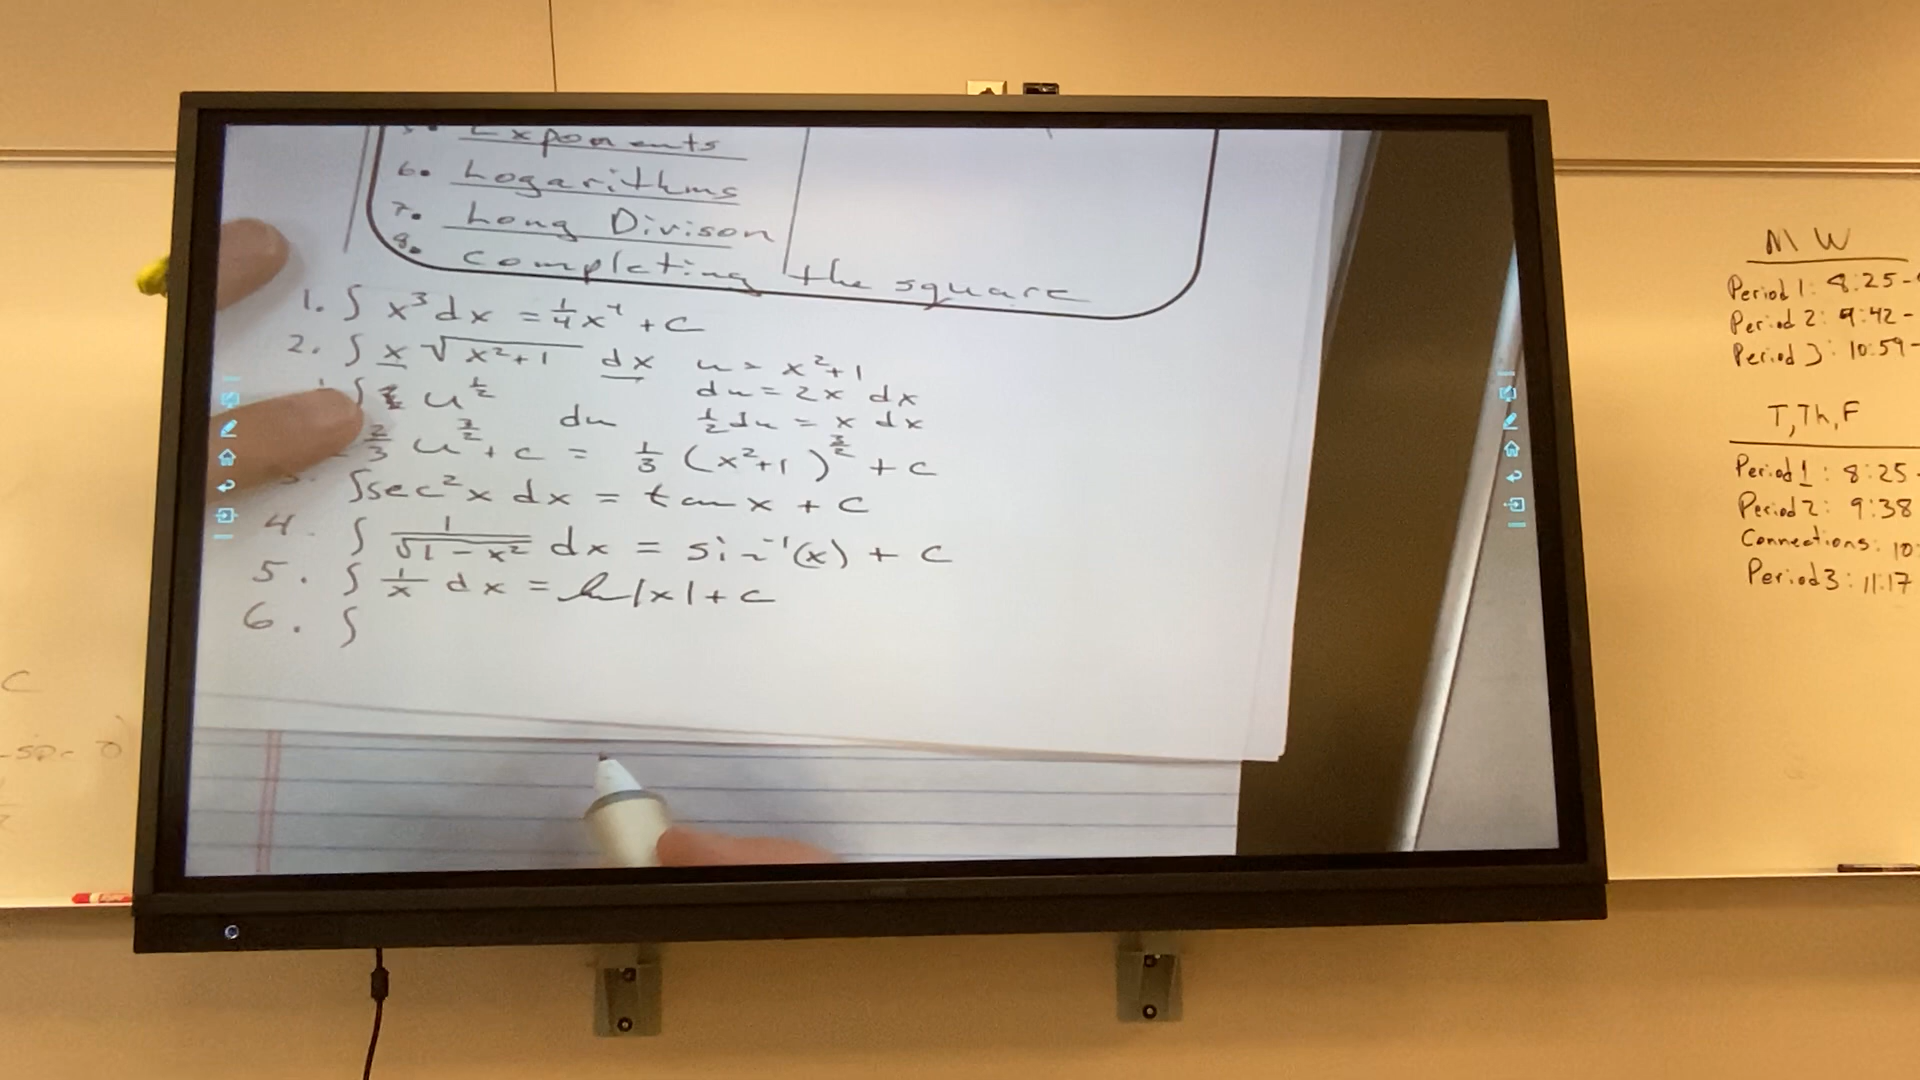 5. Exponents
6. Logarithms
7. Long Divison
8. completing the square
1. ∫ x³ dx = 1/4 x⁴ + C
2. ∫ x √(x²+1) dx u = x²+1
∫ u^(1/2) du = 2x dx
du 1/2 du = x dx
2/3 u^(3/2) + C = 1/3 (x²+1)^(3/2) + C
3. ∫sec²x dx = tan x + C
4. ∫ 1/√(1-x²) dx = sin⁻¹(x) + C
5. ∫ 1/x dx = ln|x| + C
6. ∫
MW
Period 1: 8:25-
Period 2: 9:42-
Period 3: 10:59-
T,Th,F
Period 1: 8:25
Period 2: 9:38
Connections: 10
Period 3: 11:17
C